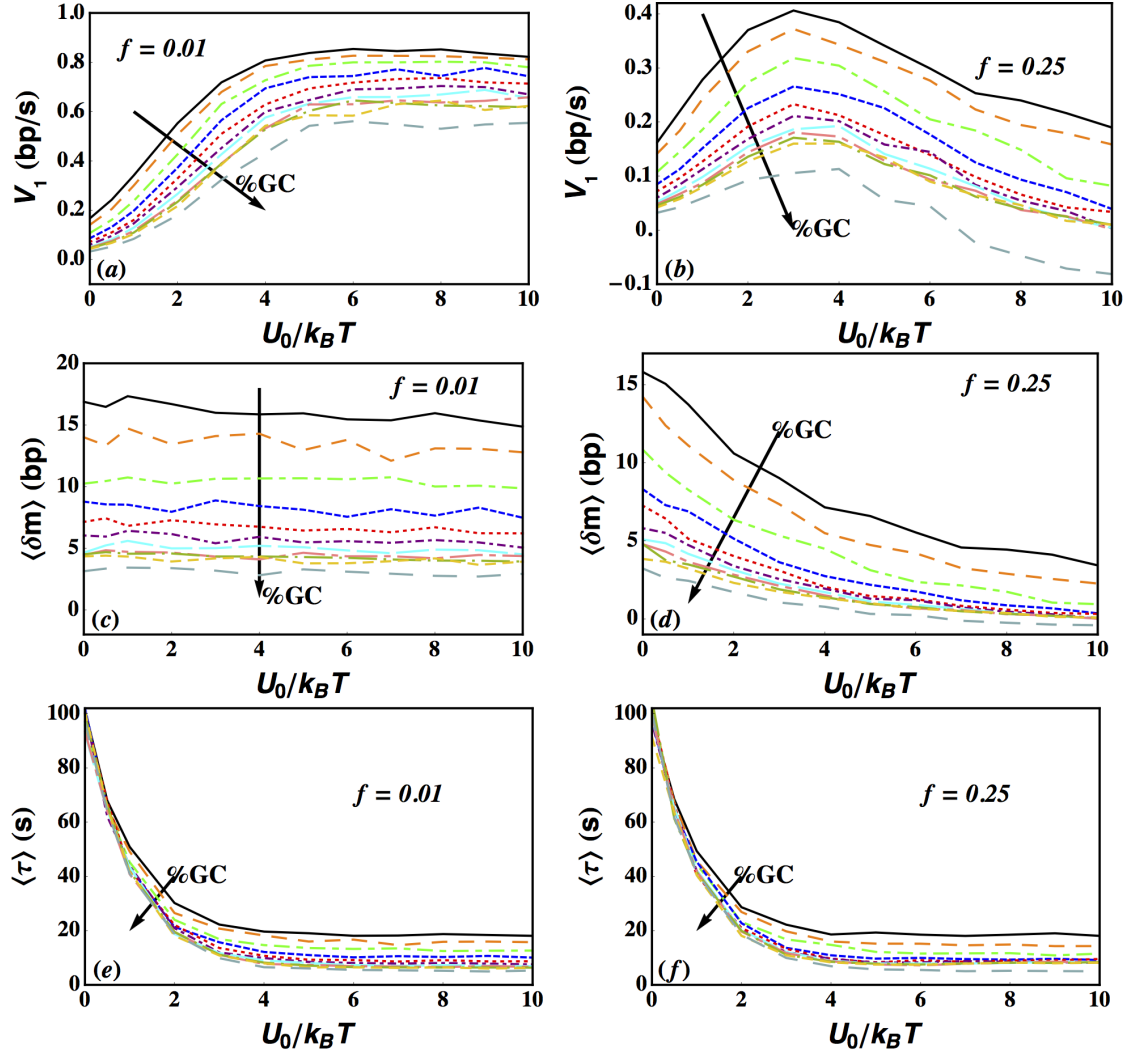 f = 0.01
V1 (bp/s)
1.0
0.8
0.6
0.4
0.2
0.0
%GC
(a)
0 2 4 6 8 10
U0/kBT
f = 0.25
V1 (bp/s)
0.4
0.3
0.2
0.1
0.
−0.1
%GC
(b)
0 2 4 6 8 10
U0/kBT
f = 0.01
⟨δm⟩ (bp)
20
15
10
5
0
%GC
(c)
0 2 4 6 8 10
U0/kBT
f = 0.25
⟨δm⟩ (bp)
15
10
5
0
%GC
(d)
0 2 4 6 8 10
U0/kBT
f = 0.01
⟨τ⟩ (s)
100
80
60
40
20
0
%GC
(e)
0 2 4 6 8 10
U0/kBT
f = 0.25
⟨τ⟩ (s)
100
80
60
40
20
0
%GC
(f)
0 2 4 6 8 10
U0/kBT